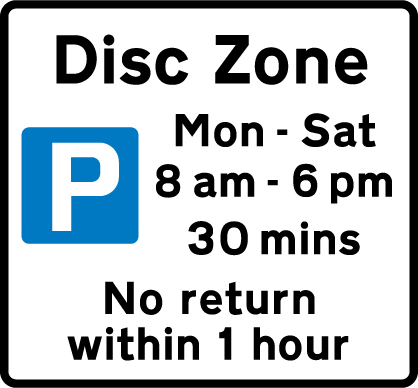 Disc Zone
P
Mon - Sat
8 am - 6 pm
30 mins
No return
within 1 hour